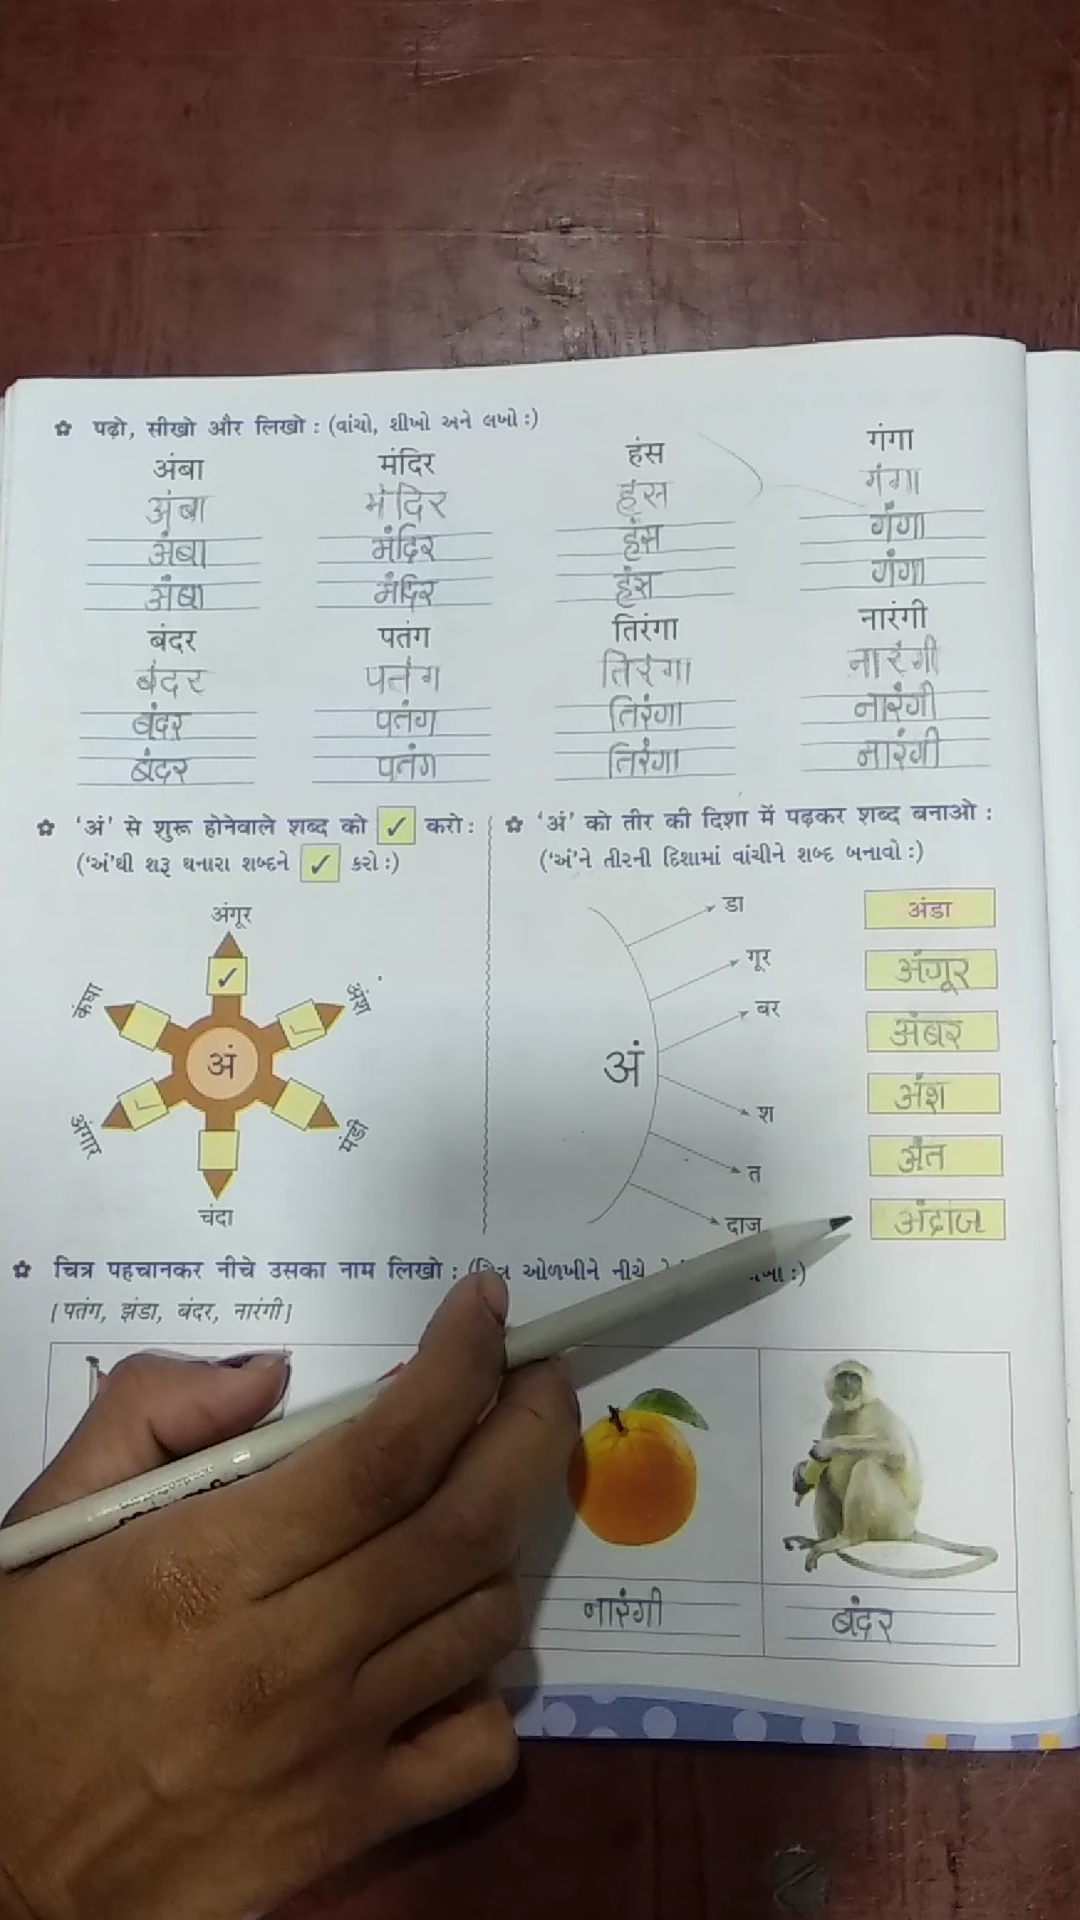 पढ़ो, सीखो और लिखो : (વાંચો, શીખો અને લખો :)
अंबा मंदिर हंस गंगा
अंबा मंदिर हंस गंगा
अंबा मंदिर हंस गंगा
अंबा मंदिर हंस गंगा
बंदर पतंग तिरंगा नारंगी
बंदर पतंग तिरंगा नारंगी
बंदर पतंग तिरंगा नारंगी
बंदर पतंग तिरंगा नारंगी
'अं' से शुरू होनेवाले शब्द को ✓ करो :
('અં'થી શરૂ થનારા શબ્દને ✓ કરો :)
अंगूर
कंघा अंश
अं
अंगार मंडी
चंदा
'अं' को तीर की दिशा में पढ़कर शब्द बनाओ :
('અં'ને તીરની દિશામાં વાંચીને શબ્દ બનાવો :)
डा अंडा
गूर अंगूर
बर अंबर
अं
श अंश
त अंत
दाज अंदाज
चित्र पहचानकर नीचे उसका नाम लिखो : ( ઓળખીને નીચે :)
[पतंग, झंडा, बंदर, नारंगी]
नारंगी बंदर